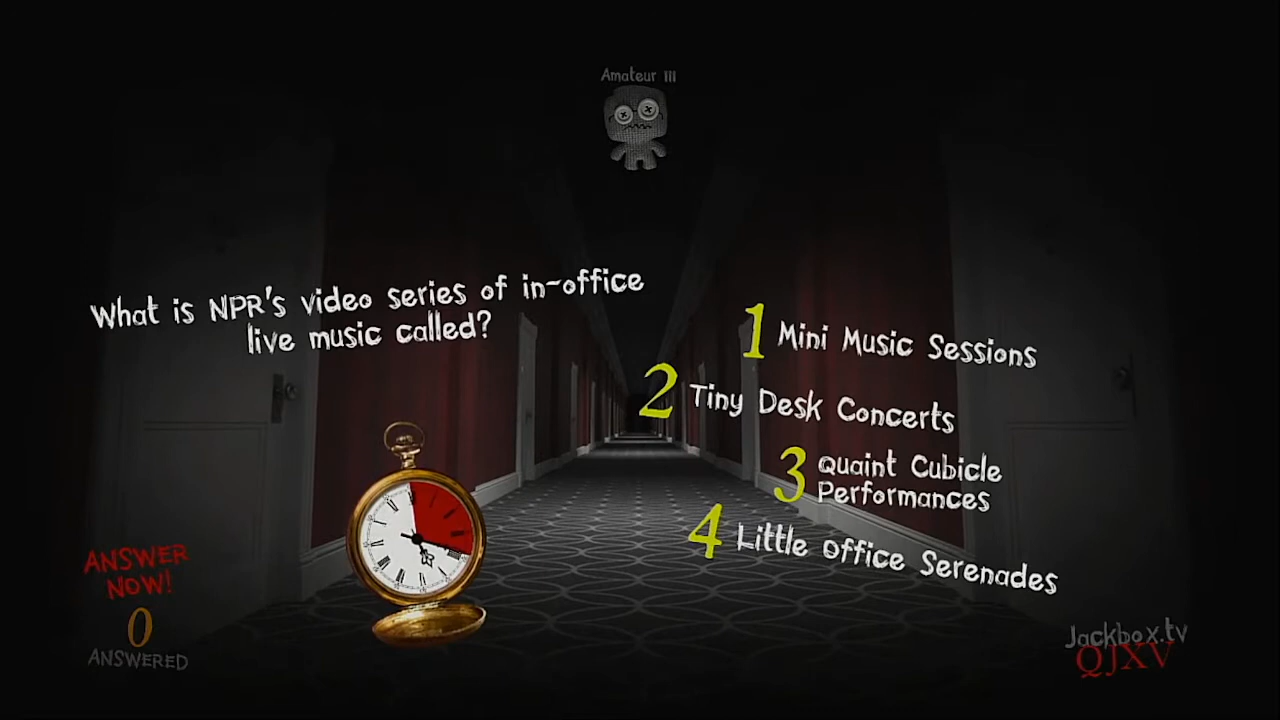 Amateur III
What is NPR's video series of in-office
live music called?
1 Mini Music Sessions
2 Tiny Desk Concerts
3 Quaint Cubicle
Performances
4 Little Office Serenades
ANSWER
NOW!
0
ANSWERED
Jackbox.tv
QJXV